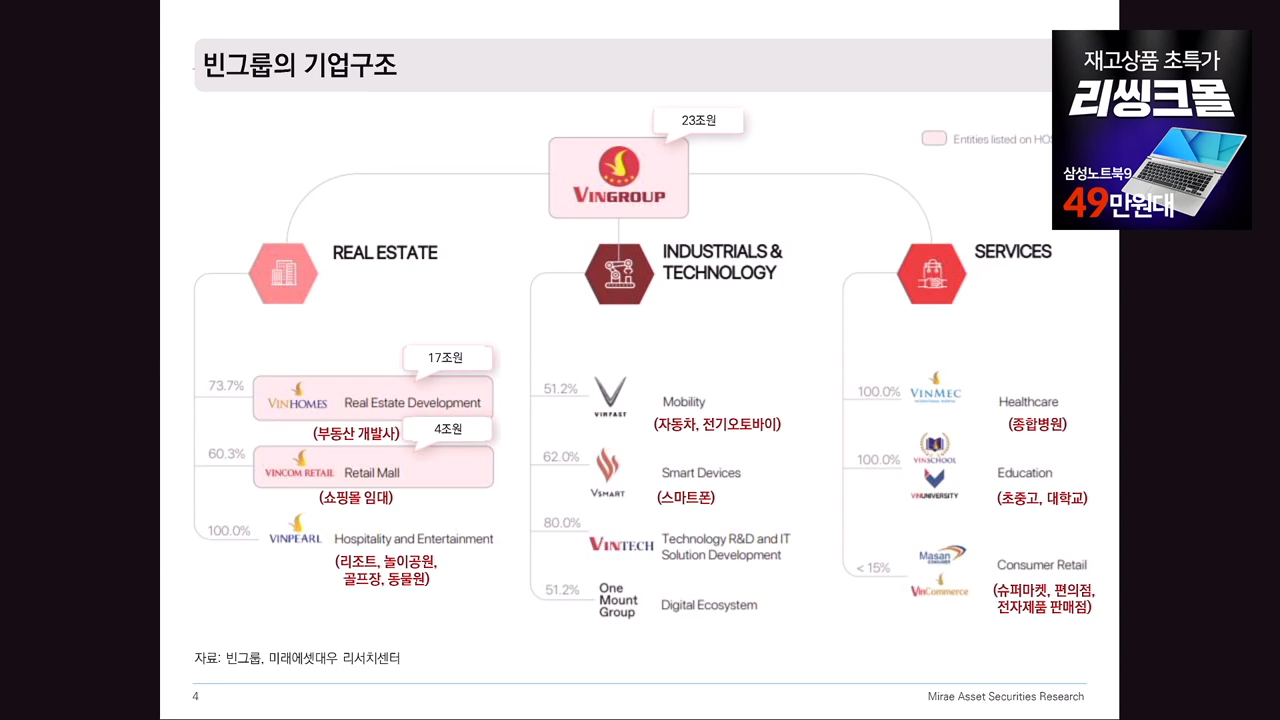 빈그룹의 기업구조
재고상품 초특가
리씽크몰
삼성노트북9
49만원대
23조원
Entities listed on
VINGROUP
REAL ESTATE
INDUSTRIALS &
TECHNOLOGY
SERVICES
17조원
73.7%
VINHOMES
Real Estate Development
(부동산 개발사)
4조원
60.3%
VINCOM RETAIL
Retail Mall
(쇼핑몰 임대)
100.0%
VINPEARL
Hospitality and Entertainment
(리조트, 놀이공원,
골프장, 동물원)
51.2%
VINFAST
Mobility
(자동차, 전기오토바이)
62.0%
VSMART
Smart Devices
(스마트폰)
80.0%
VINTECH
Technology R&D and IT
Solution Development
51.2%
One
Mount
Group
Digital Ecosystem
100.0%
VINMEC
Healthcare
(종합병원)
100.0%
VINSCHOOL
VINUNIVERSITY
Education
(초중고, 대학교)
< 15%
Masan
CONSUMER
VinCommerce
Consumer Retail
(슈퍼마켓, 편의점,
전자제품 판매점)
자료: 빈그룹, 미래에셋대우 리서치센터
4
Mirae Asset Securities Research